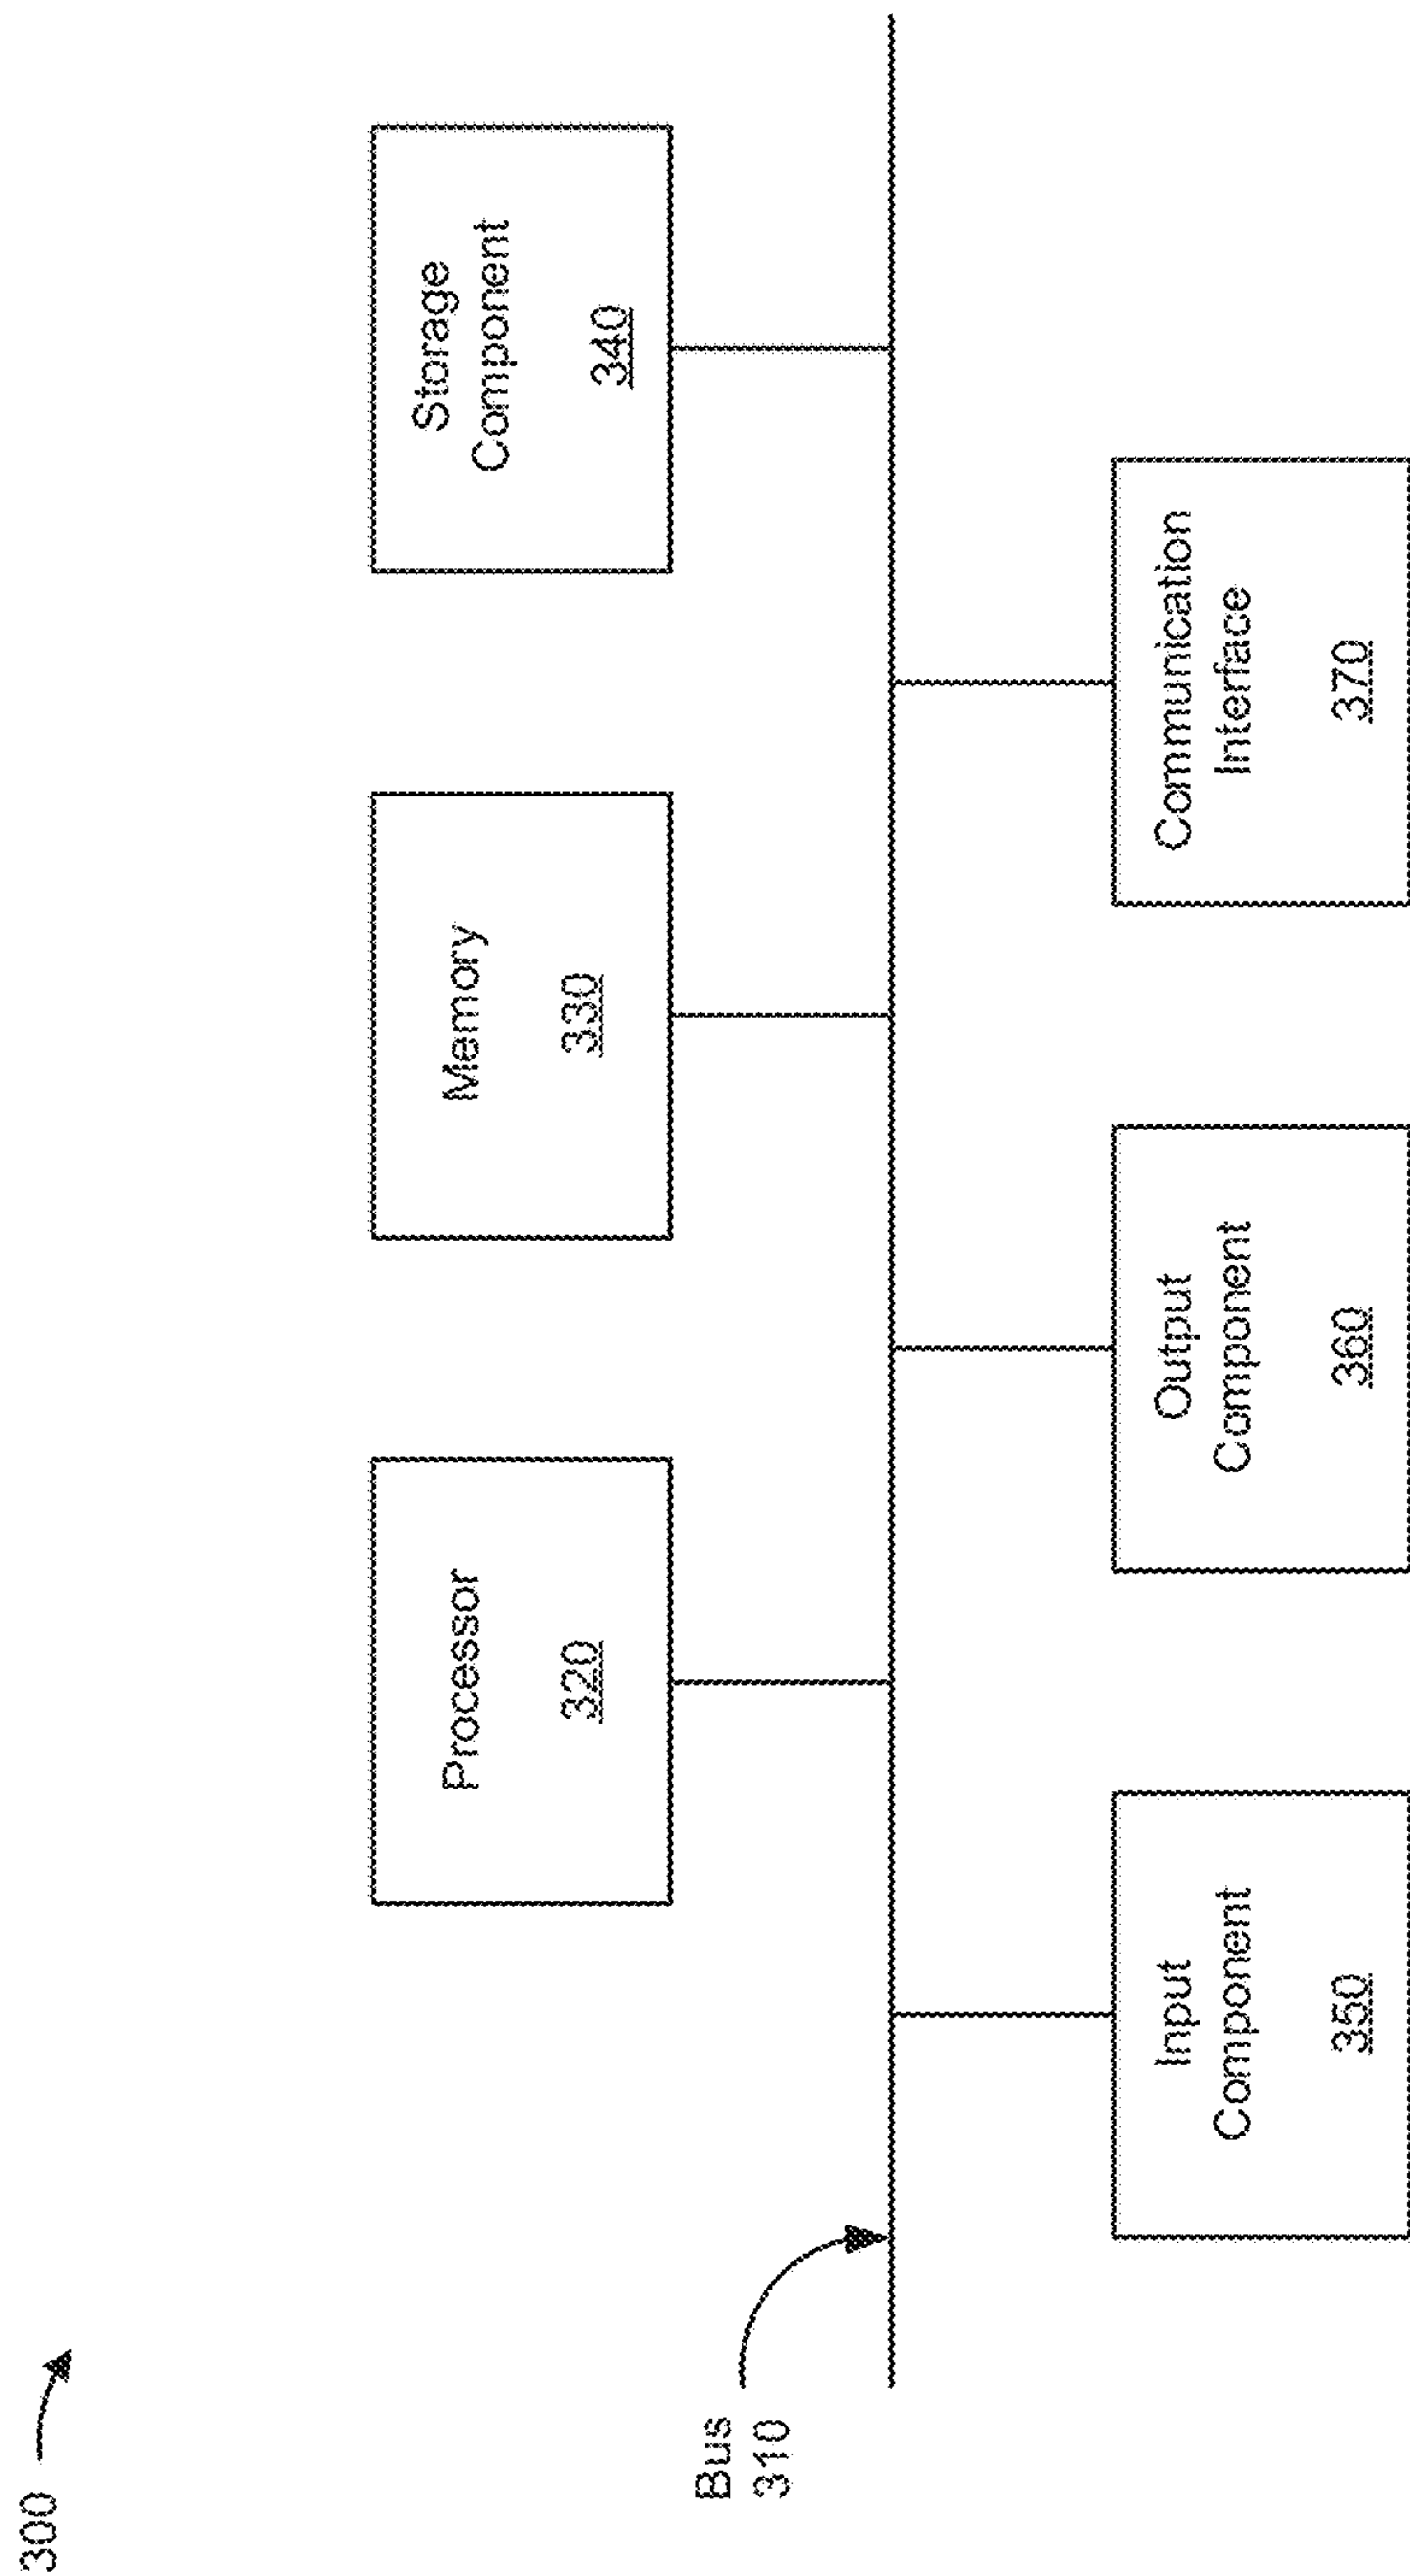 300
Bus
310
Processor
320
Memory
330
Storage
Component
340
Input
Component
350
Output
Component
360
Communication
Interface
370